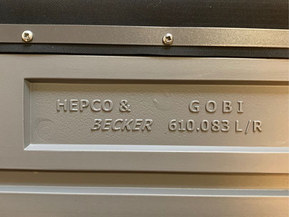 HEPCO & GOBI
BECKER 610.083 L/R